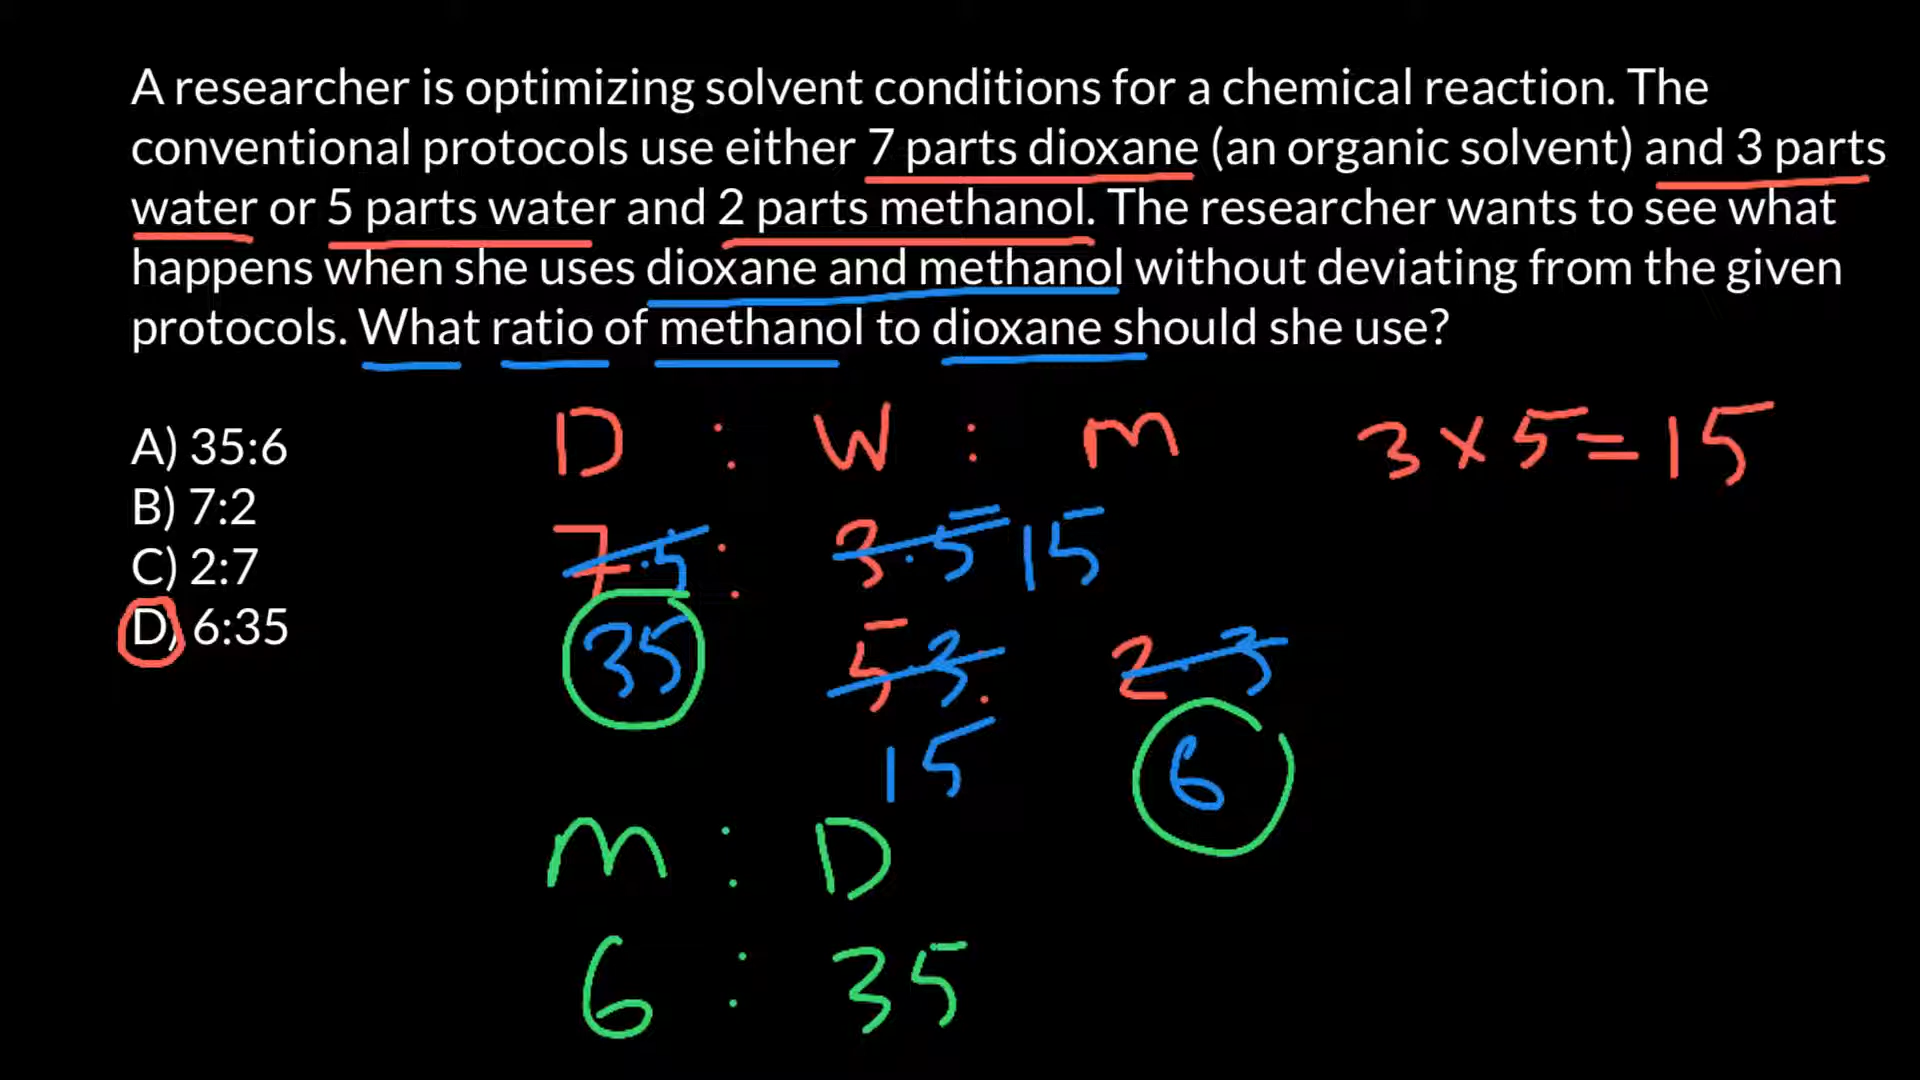 A researcher is optimizing solvent conditions for a chemical reaction. The
conventional protocols use either 7 parts dioxane (an organic solvent) and 3 parts
water or 5 parts water and 2 parts methanol. The researcher wants to see what
happens when she uses dioxane and methanol without deviating from the given
protocols. What ratio of methanol to dioxane should she use?
A) 35:6
B) 7:2
C) 2:7
D) 6:35
D : W : M
3 × 5 = 15
7 · 5 : 3 · 5 15
35 5 · 3 : 2 · 3
15 6
M : D
6 : 35